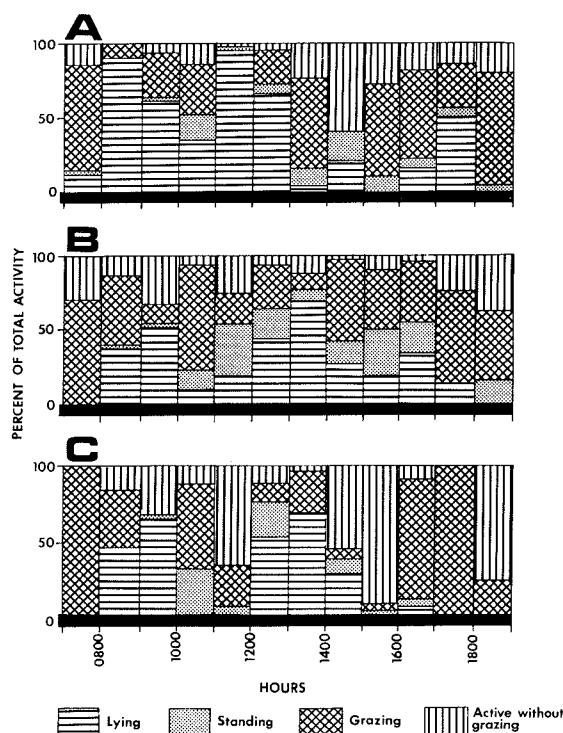 A
100
50
0
B
100
50
0
PERCENT OF TOTAL ACTIVITY
C
100
50
0
0800
1000
1200
1400
1600
1800
HOURS
Lying
Standing
Grazing
Active without
grazing